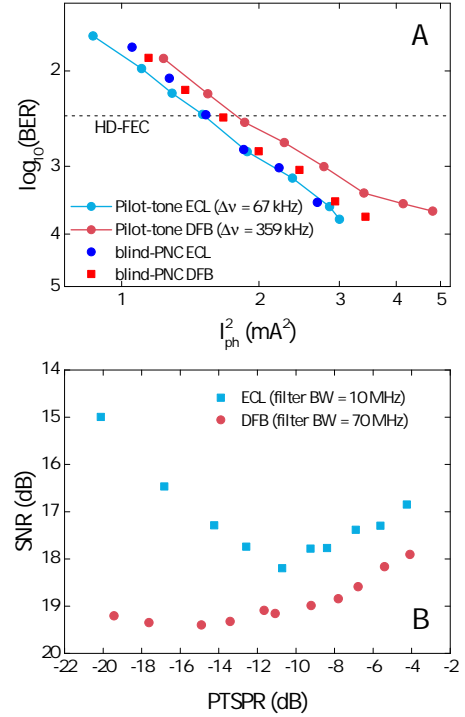 A
log10(BER)
2
3
4
5
HD-FEC
Pilot-tone ECL (Δν = 67 kHz)
Pilot-tone DFB (Δν = 359 kHz)
blind-PNC ECL
blind-PNC DFB
1 2 3 4 5
I²ph (mA²)
14
15
16
17
18
19
20
SNR (dB)
ECL (filter BW = 10 MHz)
DFB (filter BW = 70 MHz)
B
-22 -20 -18 -16 -14 -12 -10 -8 -6 -4 -2
PTSPR (dB)